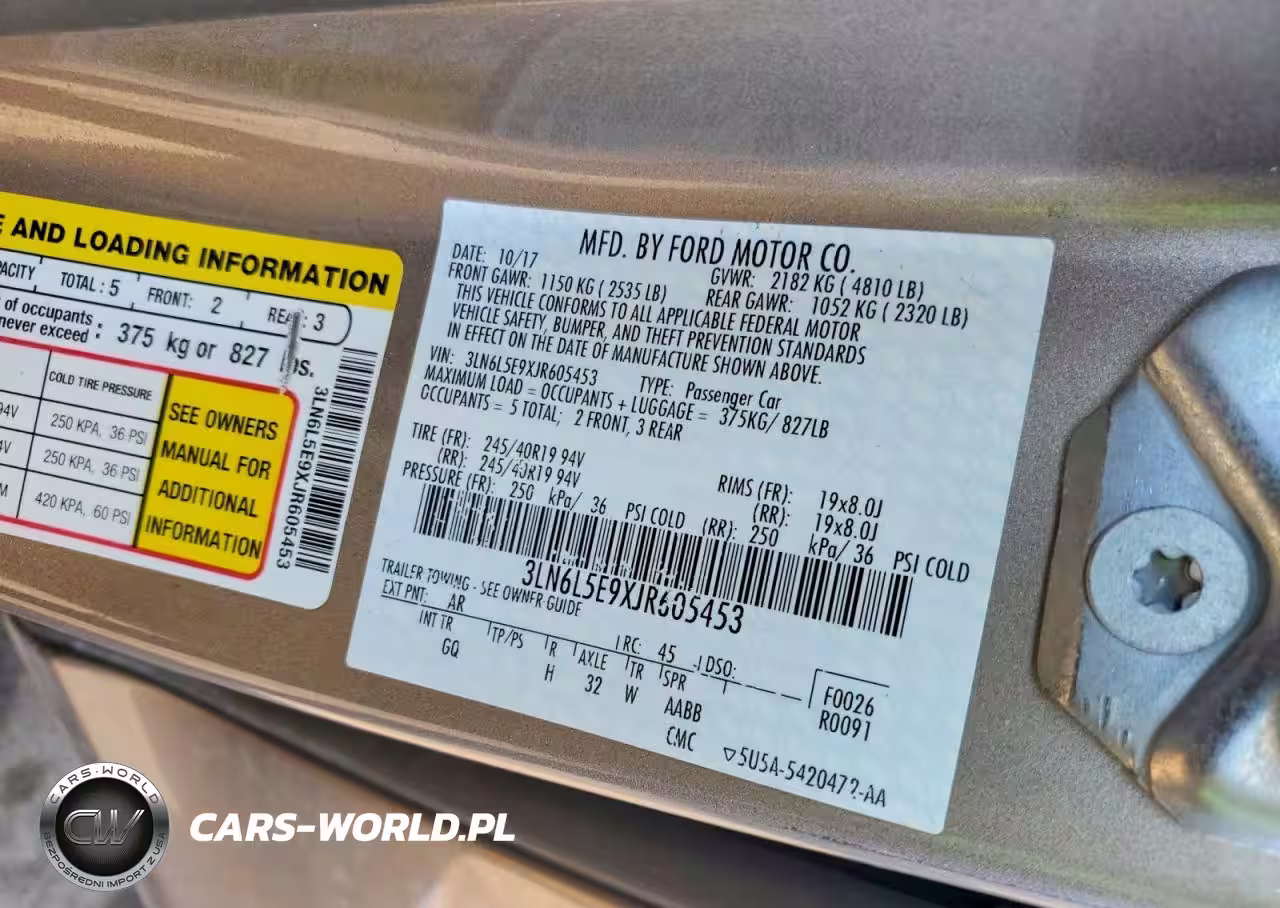 E AND LOADING INFORMATION
PACITY TOTAL : 5 FRONT: 2 REAR: 3
of occupants
never exceed : 375 kg or 827 lbs.
COLD TIRE PRESSURE
94V 250 KPA, 36 PSI
4V 250 KPA, 36 PSI
M 420 KPA, 60 PSI
SEE OWNERS
MANUAL FOR
ADDITIONAL
INFORMATION
3LN6L5E9XJR605453
MFD. BY FORD MOTOR CO.
DATE: 10/17 GVWR: 2182 KG ( 4810 LB)
FRONT GAWR: 1150 KG ( 2535 LB) REAR GAWR: 1052 KG ( 2320 LB)
THIS VEHICLE CONFORMS TO ALL APPLICABLE FEDERAL MOTOR
VEHICLE SAFETY, BUMPER, AND THEFT PREVENTION STANDARDS
IN EFFECT ON THE DATE OF MANUFACTURE SHOWN ABOVE.
VIN: 3LN6L5E9XJR605453 TYPE: Passenger Car
MAXIMUM LOAD = OCCUPANTS + LUGGAGE = 375KG/ 827LB
OCCUPANTS = 5 TOTAL; 2 FRONT, 3 REAR
TIRE (FR): 245/40R19 94V RIMS (FR): 19x8.0J
(RR): 245/40R19 94V (RR): 19x8.0J
PRESSURE (FR): 250 kPa/ 36 PSI COLD (RR): 250 kPa/ 36 PSI COLD
3LN6L5E9XJR605453
TRAILER TOWING - SEE OWNER GUIDE
EXT PNT: AR RC: 45 DSO:
INT TR TP/PS R AXLE TR SPR
GQ H 32 W AABB
CMC
F0026
R0091
▽5U5A-5420472-AA
CARS-WORLD
CW
BEZPOŚREDNI IMPORT Z USA
CARS-WORLD.PL